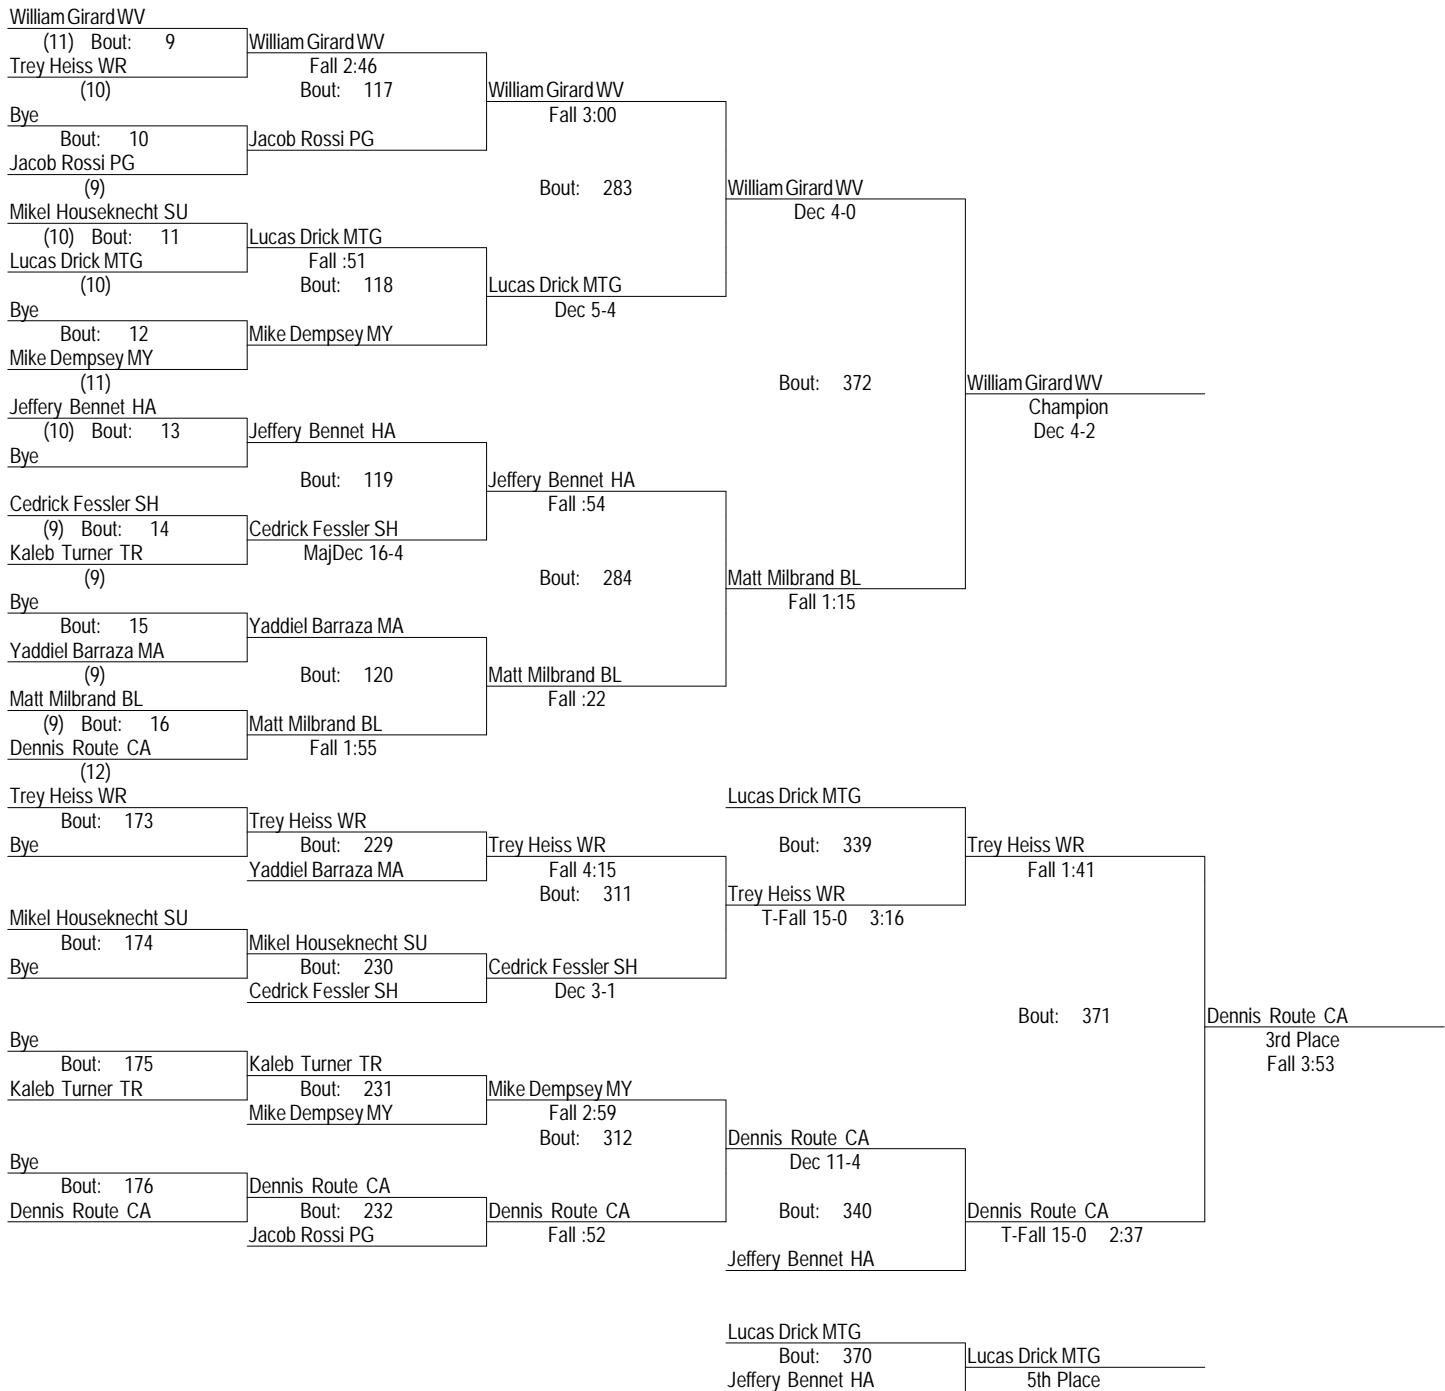 William Girard WV
(11) Bout: 9 William Girard WV
Trey Heiss WR Fall 2:46
(10) Bout: 117 William Girard WV
Bye Fall 3:00
Bout: 10 Jacob Rossi PG
Jacob Rossi PG
(9) Bout: 283 William Girard WV
Mikel Houseknecht SU Dec 4-0
(10) Bout: 11 Lucas Drick MTG
Lucas Drick MTG Fall :51
(10) Bout: 118 Lucas Drick MTG
Bye Dec 5-4
Bout: 12 Mike Dempsey MY
Mike Dempsey MY
(11) Bout: 372 William Girard WV
Jeffery Bennet HA Champion
(10) Bout: 13 Jeffery Bennet HA Dec 4-2
Bye
Bout: 119 Jeffery Bennet HA
Cedrick Fessler SH Fall :54
(9) Bout: 14 Cedrick Fessler SH
Kaleb Turner TR MajDec 16-4
(9) Bout: 284 Matt Milbrand BL
Bye Fall 1:15
Bout: 15 Yaddiel Barraza MA
Yaddiel Barraza MA
(9) Bout: 120 Matt Milbrand BL
Matt Milbrand BL Fall :22
(9) Bout: 16 Matt Milbrand BL
Dennis Route CA Fall 1:55
(12)
Trey Heiss WR Lucas Drick MTG
Bout: 173 Trey Heiss WR
Bye Bout: 229 Trey Heiss WR Bout: 339 Trey Heiss WR
Yaddiel Barraza MA Fall 4:15 Fall 1:41
Bout: 311 Trey Heiss WR
Mikel Houseknecht SU T-Fall 15-0 3:16
Bout: 174 Mikel Houseknecht SU
Bye Bout: 230 Cedrick Fessler SH
Cedrick Fessler SH Dec 3-1
Bout: 371 Dennis Route CA
Bye 3rd Place
Bout: 175 Kaleb Turner TR Fall 3:53
Kaleb Turner TR Bout: 231 Mike Dempsey MY
Mike Dempsey MY Fall 2:59
Bout: 312 Dennis Route CA
Bye Dec 11-4
Bout: 176 Dennis Route CA
Dennis Route CA Bout: 232 Dennis Route CA Bout: 340 Dennis Route CA
Jacob Rossi PG Fall :52 T-Fall 15-0 2:37
Jeffery Bennet HA
Lucas Drick MTG
Bout: 370 Lucas Drick MTG
Jeffery Bennet HA 5th Place